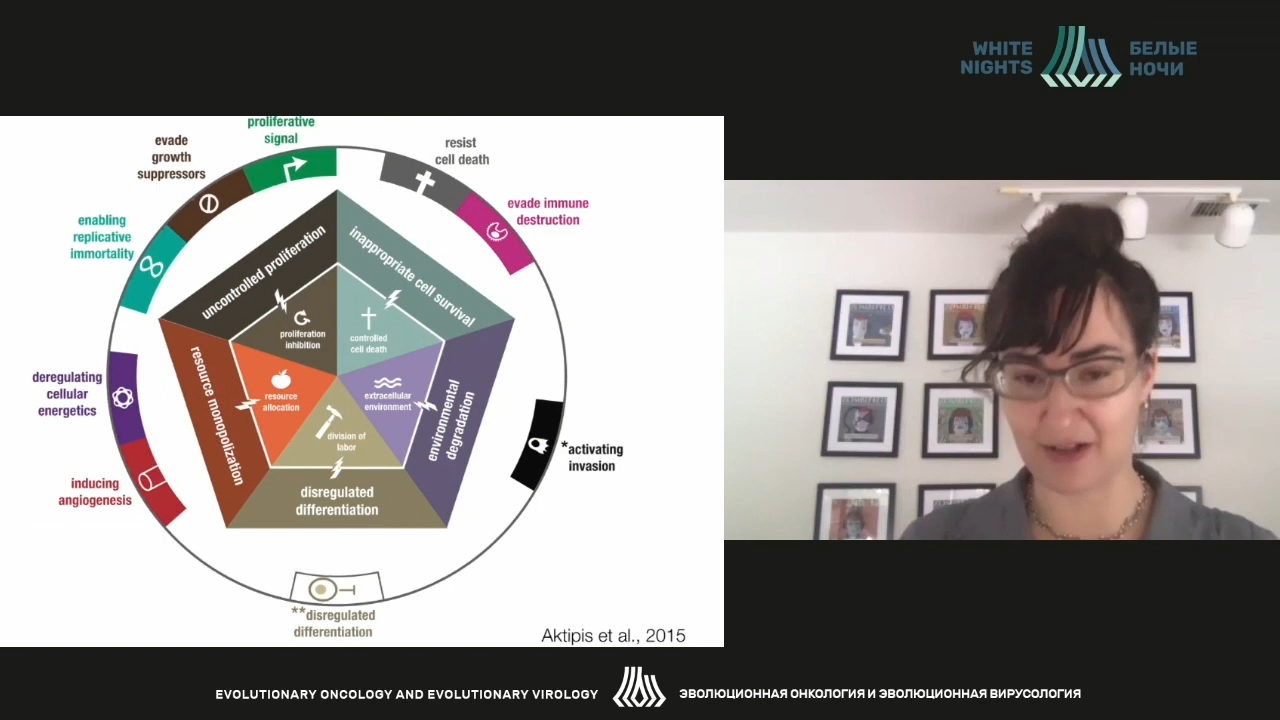 WHITE
NIGHTS
БЕЛЫЕ
НОЧИ
proliferative
signal
evade
growth
suppressors
resist
cell death
evade immune
destruction
enabling
replicative
immortality
uncontrolled proliferation
inappropriate cell survival
proliferation
inhibition
controlled
cell death
deregulating
cellular
energetics
resource monopolization
resource
allocation
extracellular
environment
environmental
degradation
division of
labor
*activating
invasion
inducing
angiogenesis
disregulated
differentiation
**disregulated
differentiation
Aktipis et al., 2015
EVOLUTIONARY ONCOLOGY AND EVOLUTIONARY VIROLOGY
ЭВОЛЮЦИОННАЯ ОНКОЛОГИЯ И ЭВОЛЮЦИОННАЯ ВИРУСОЛОГИЯ